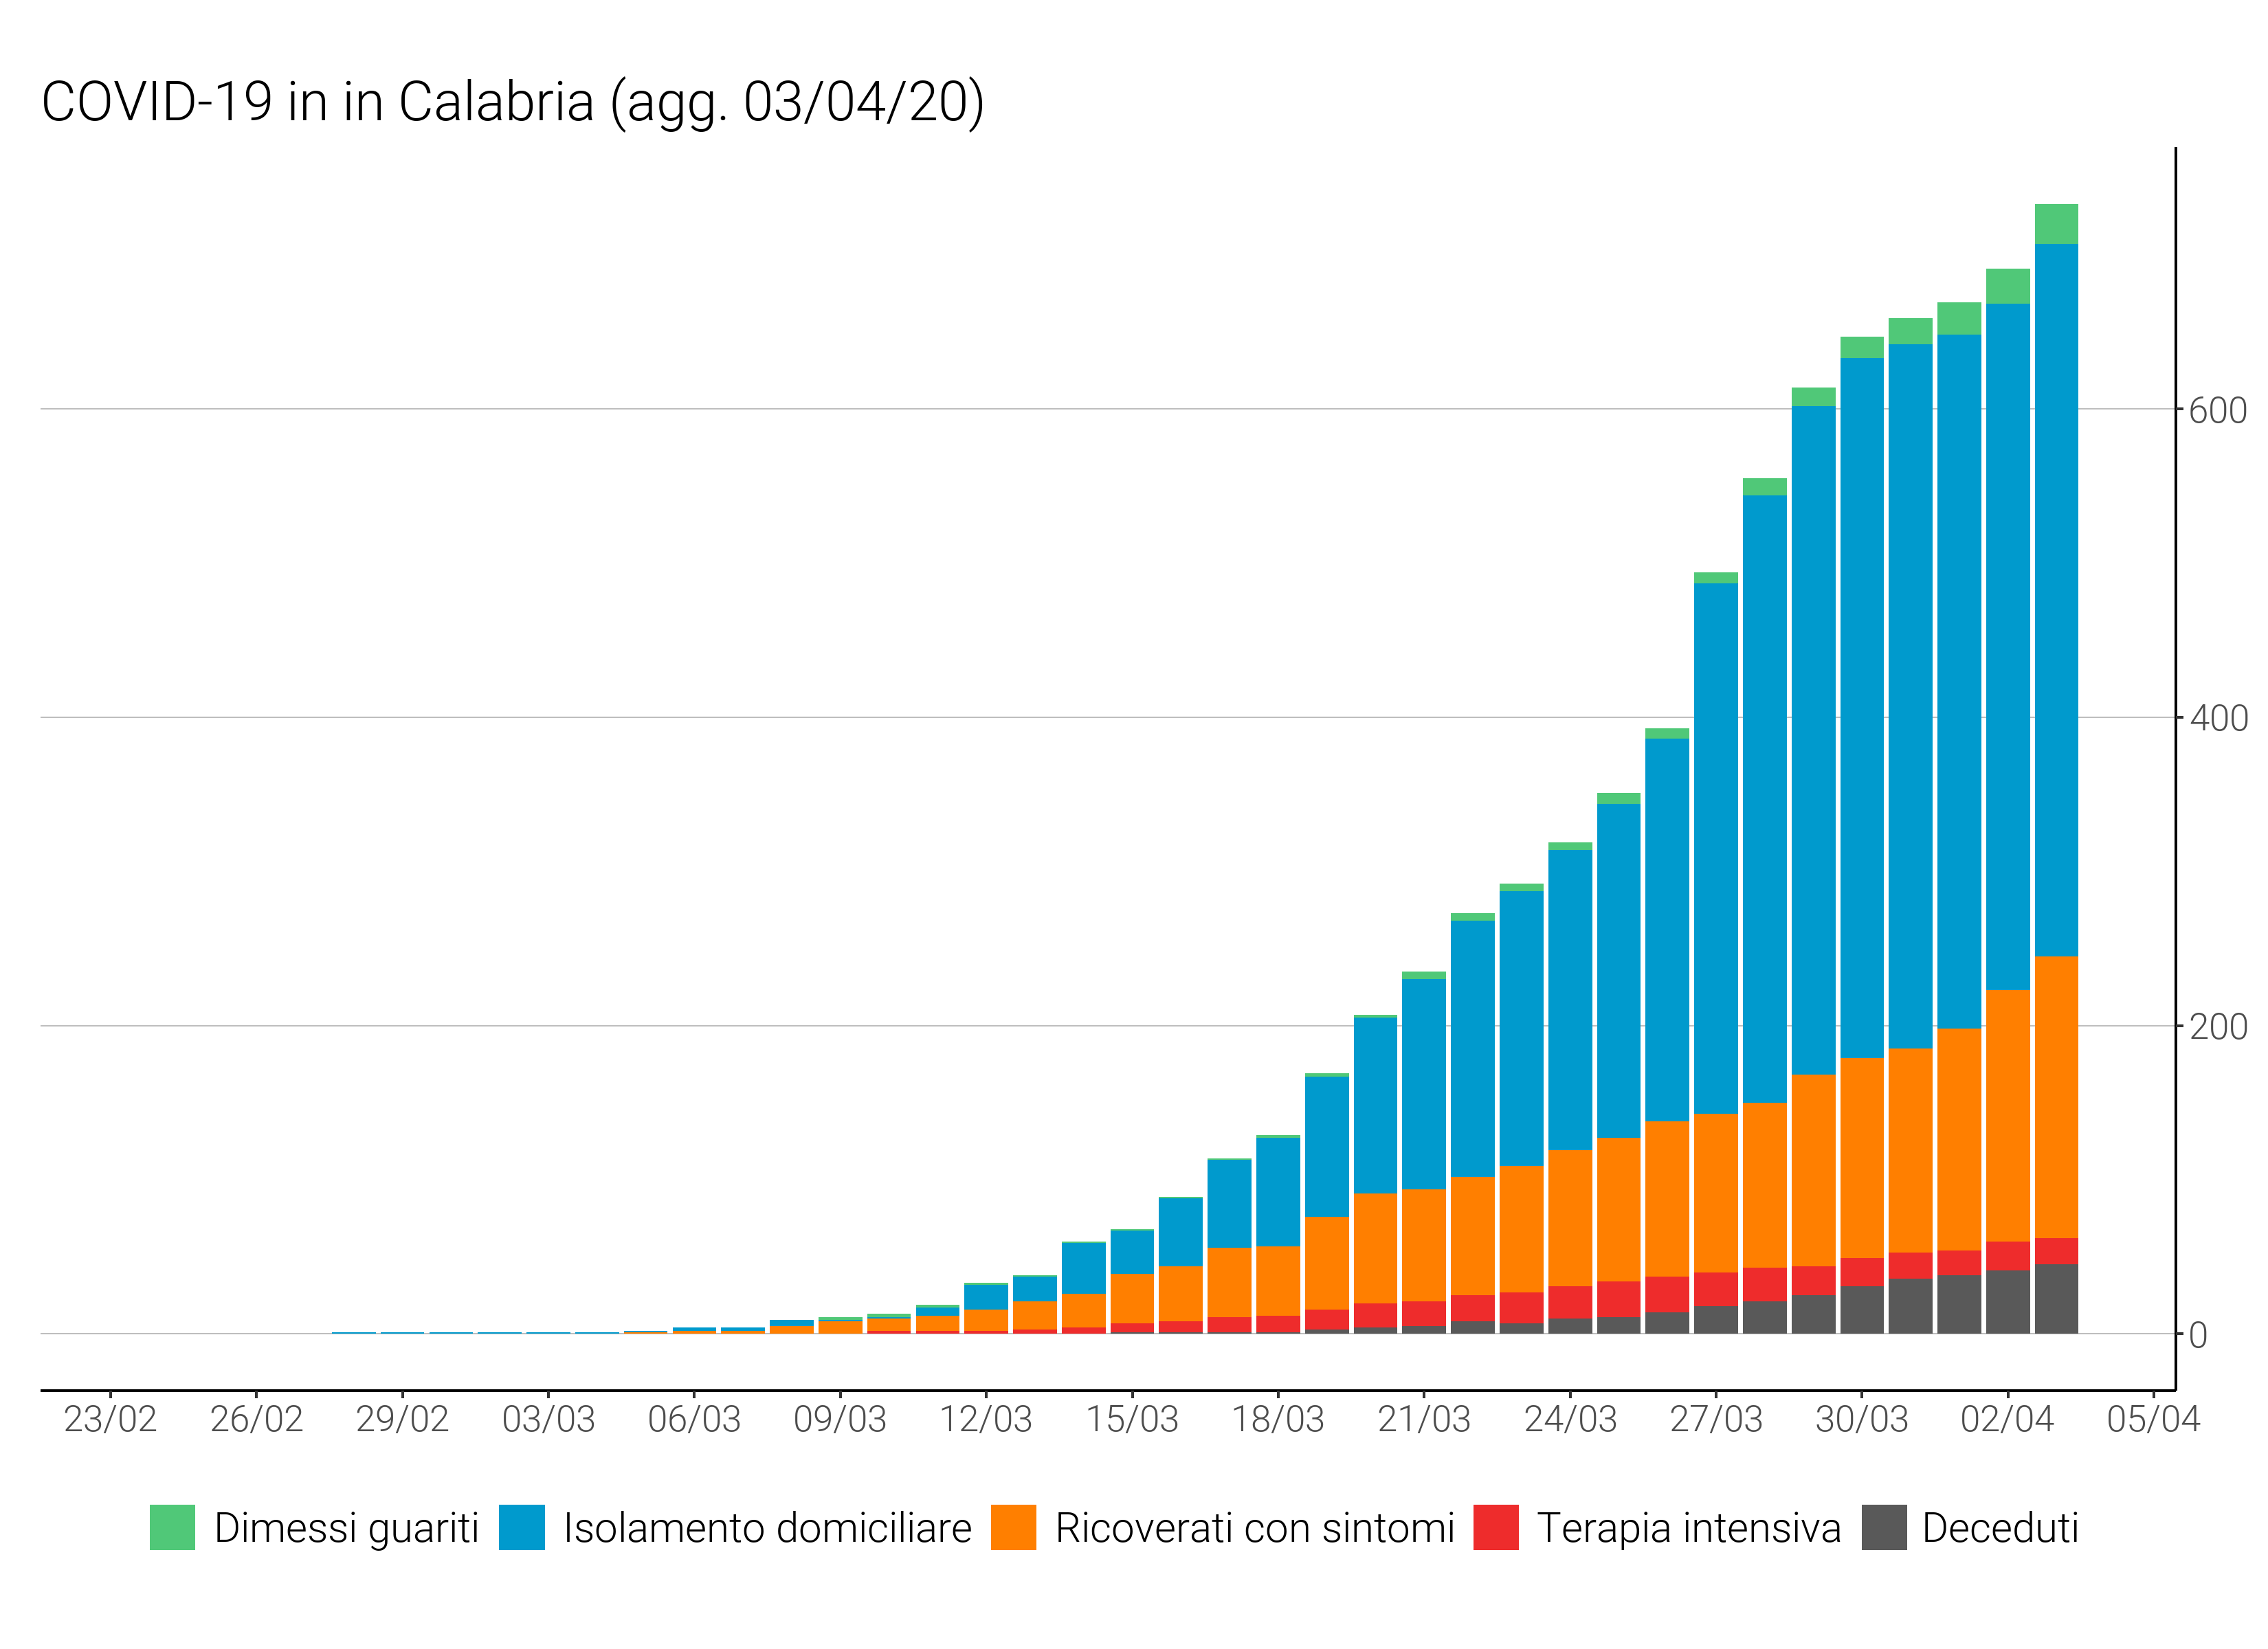 COVID-19 in in Calabria (agg. 03/04/20)
600
400
200
0
23/02 26/02 29/02 03/03 06/03 09/03 12/03 15/03 18/03 21/03 24/03 27/03 30/03 02/04 05/04
Dimessi guariti Isolamento domiciliare Ricoverati con sintomi Terapia intensiva Deceduti